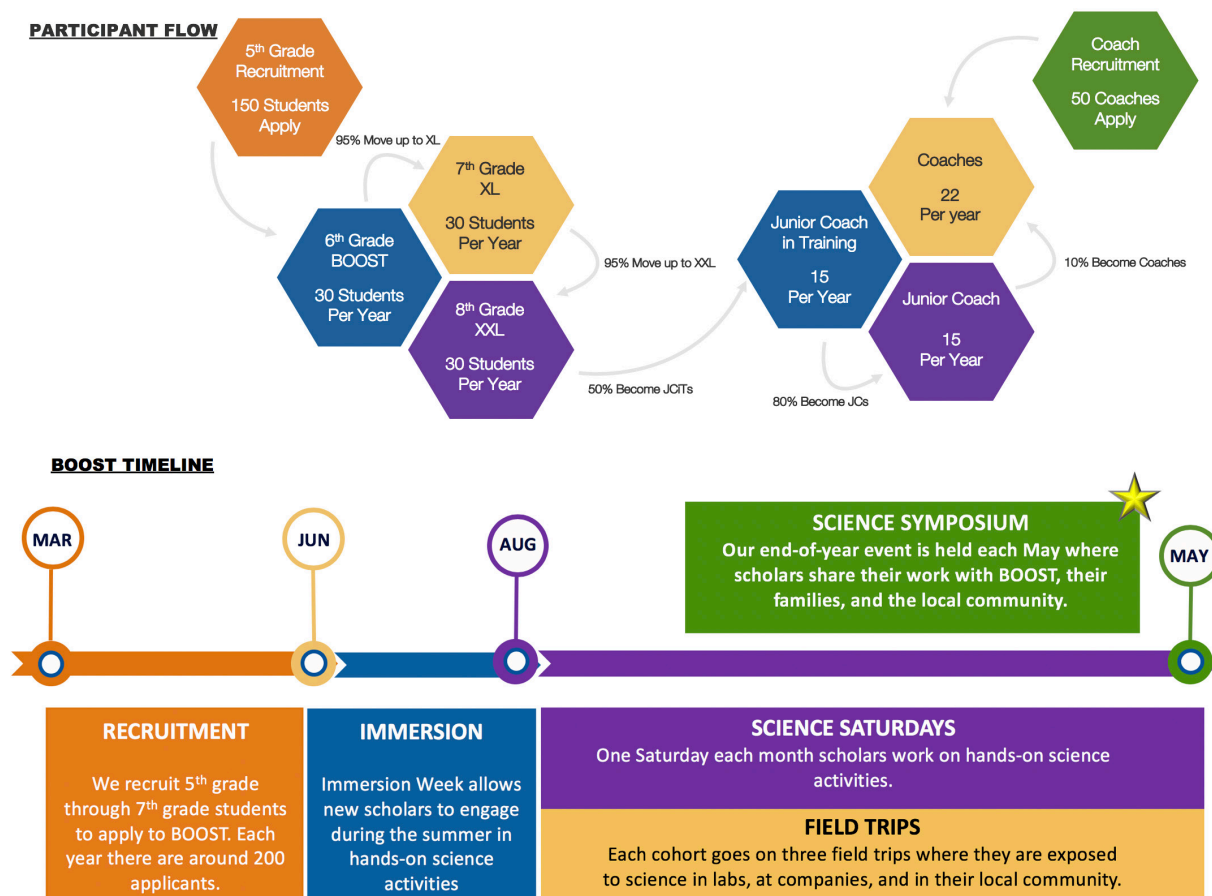 PARTICIPANT FLOW
5th Grade
Recruitment
150 Students
Apply
95% Move up to XL
7th Grade
XL
30 Students
Per Year
6th Grade
BOOST
30 Students
Per Year
95% Move up to XXL
8th Grade
XXL
30 Students
Per Year
50% Become JCiTs
Junior Coach
in Training
15
Per Year
80% Become JCs
Junior Coach
15
Per Year
10% Become Coaches
Coaches
22
Per year
Coach
Recruitment
50 Coaches
Apply
BOOST TIMELINE
MAR
JUN
AUG
MAY
SCIENCE SYMPOSIUM
Our end-of-year event is held each May where
scholars share their work with BOOST, their
families, and the local community.
RECRUITMENT
We recruit 5th grade
through 7th grade students
to apply to BOOST. Each
year there are around 200
applicants.
IMMERSION
Immersion Week allows
new scholars to engage
during the summer in
hands-on science
activities
SCIENCE SATURDAYS
One Saturday each month scholars work on hands-on science
activities.
FIELD TRIPS
Each cohort goes on three field trips where they are exposed
to science in labs, at companies, and in their local community.